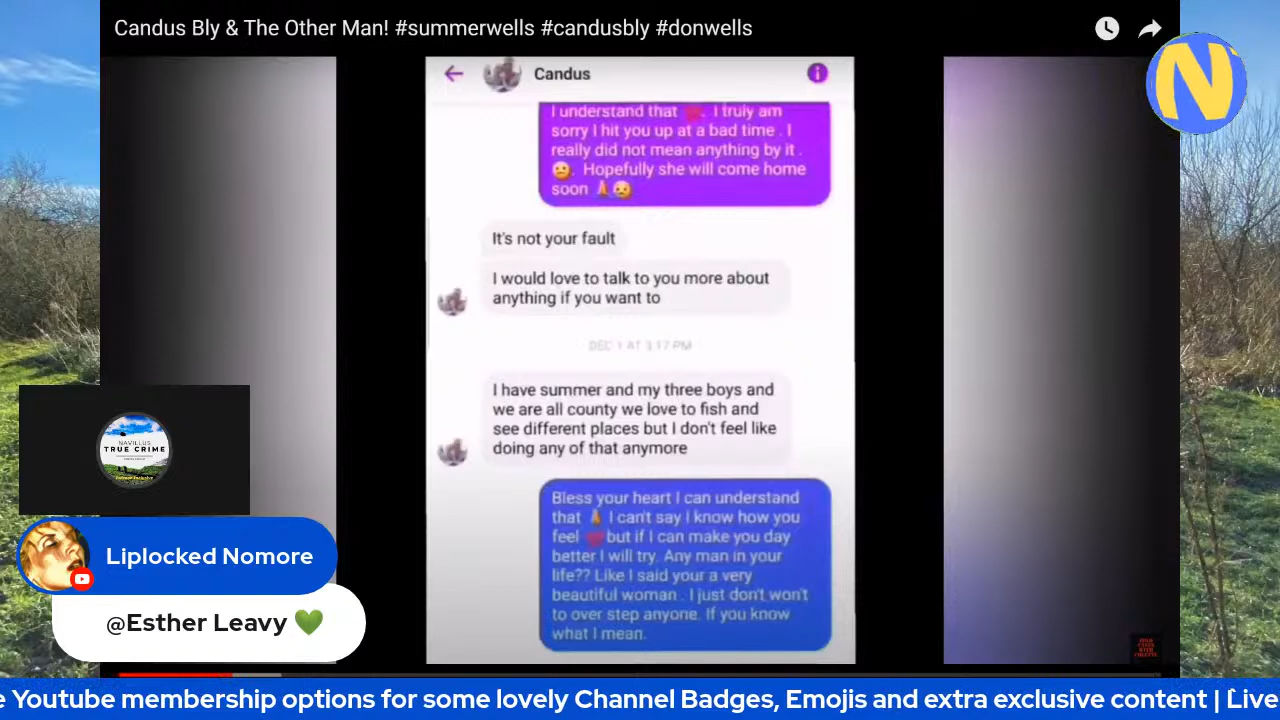 Candus Bly & The Other Man! #summerwells #candusbly #donwells
N
Candus
I understand that ❤️. I truly am
sorry I hit you up at a bad time . I
really did not mean anything by it .
😕. Hopefully she will come home
soon 🙏😥
It's not your fault
I would love to talk to you more about
anything if you want to
DEC 1 AT 3:17 PM
I have summer and my three boys and
we are all county we love to fish and
see different places but I don't feel like
doing any of that anymore
Bless your heart I can understand
that 🙏 I can't say I know how you
feel ❤️ but if I can make you day
better I will try. Any man in your
life?? Like I said your a very
beautiful woman . I just don't won't
to over step anyone. If you know
what I mean.
NAVILLUS
TRUE CRIME
Liplocked Nomore
@Esther Leavy 💚
e Youtube membership options for some lovely Channel Badges, Emojis and extra exclusive content | Live